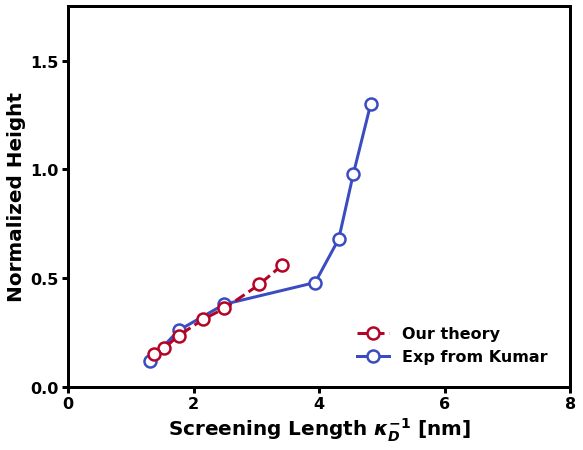 Normalized Height
1.5
1.0
0.5
0.0
0
2
4
6
8
Our theory
Exp from Kumar
Screening Length κ_D^{-1} [nm]